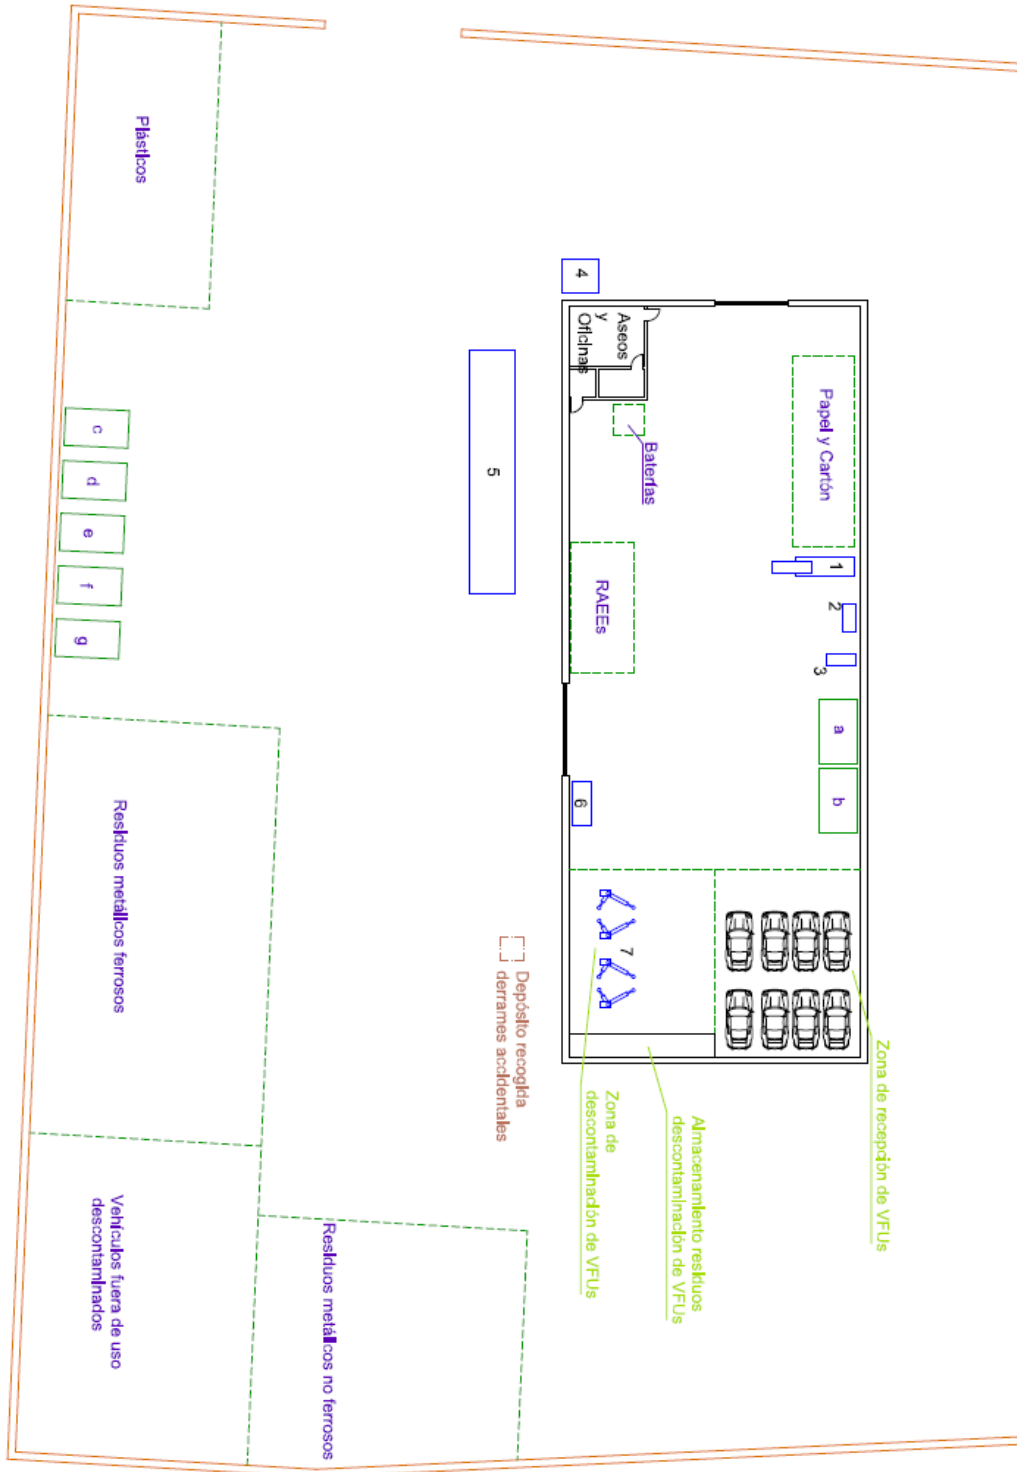 Plásticos
c
d
e
f
g
Residuos metálicos ferrosos
Vehículos fuera de uso
descontaminados
Residuos metálicos no ferrosos
4
Aseos
y
Oficinas
5
Baterías
RAEEs
Papel y Cartón
1
2
3
a
b
6
7
Depósito recogida
derrames accidentales
Zona de
descontaminación de VFUs
Almacenamiento residuos
descontaminación de VFUs
Zona de recepción de VFUs